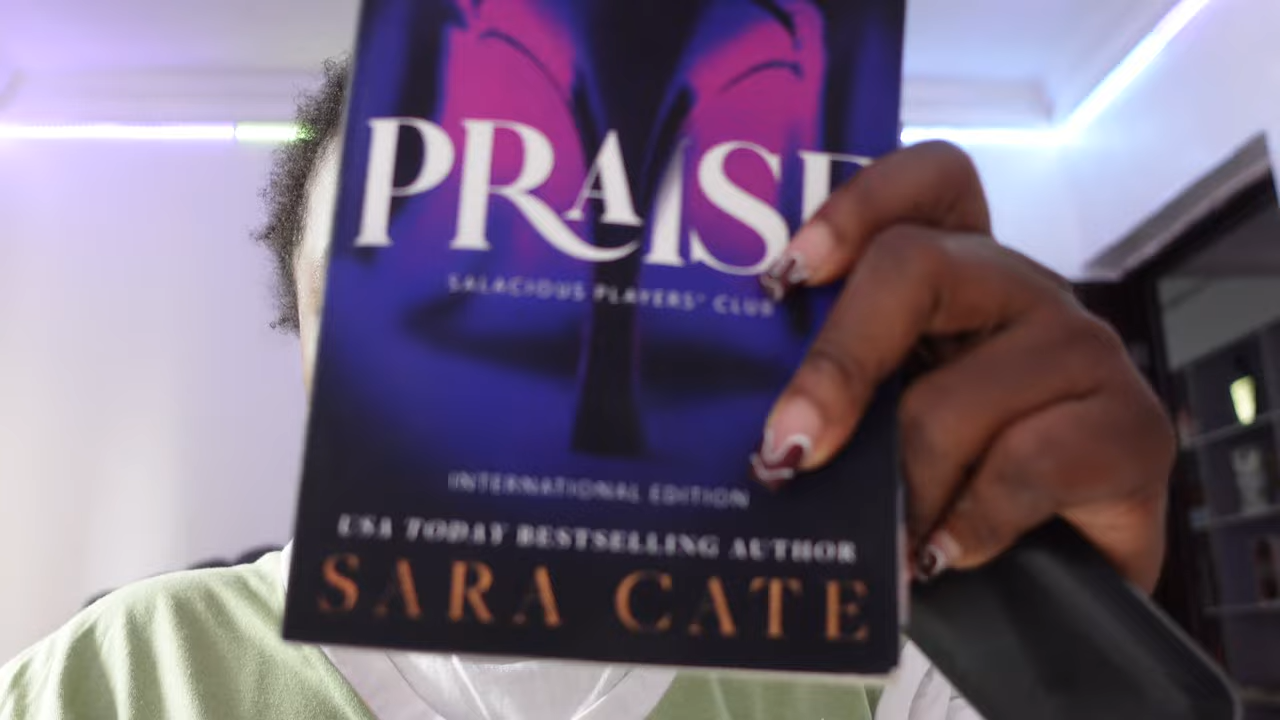 PRAISE
SALACIOUS PLAYERS' CLUB
INTERNATIONAL EDITION
USA TODAY BESTSELLING AUTHOR
SARA CATE